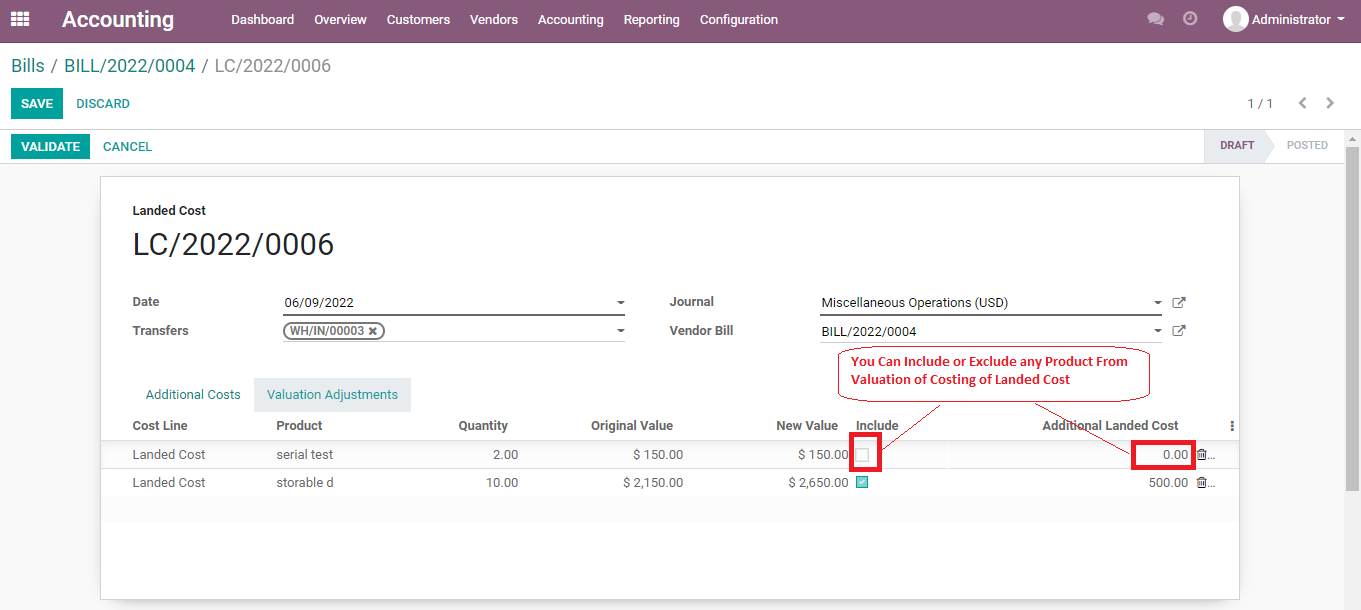 Accounting Dashboard Overview Customers Vendors Accounting Reporting Configuration Administrator
Bills / BILL/2022/0004 / LC/2022/0006
SAVE DISCARD 1 / 1
VALIDATE CANCEL DRAFT POSTED
Landed Cost
LC/2022/0006
Date 06/09/2022 Journal Miscellaneous Operations (USD)
Transfers WH/IN/00003 Vendor Bill BILL/2022/0004
You Can Include or Exclude any Product From
Valuation of Costing of Landed Cost
Additional Costs Valuation Adjustments
Cost Line Product Quantity Original Value New Value Include Additional Landed Cost
Landed Cost serial test 2.00 $ 150.00 $ 150.00 0.00 ...
Landed Cost storable d 10.00 $ 2,150.00 $ 2,650.00 500.00 ...